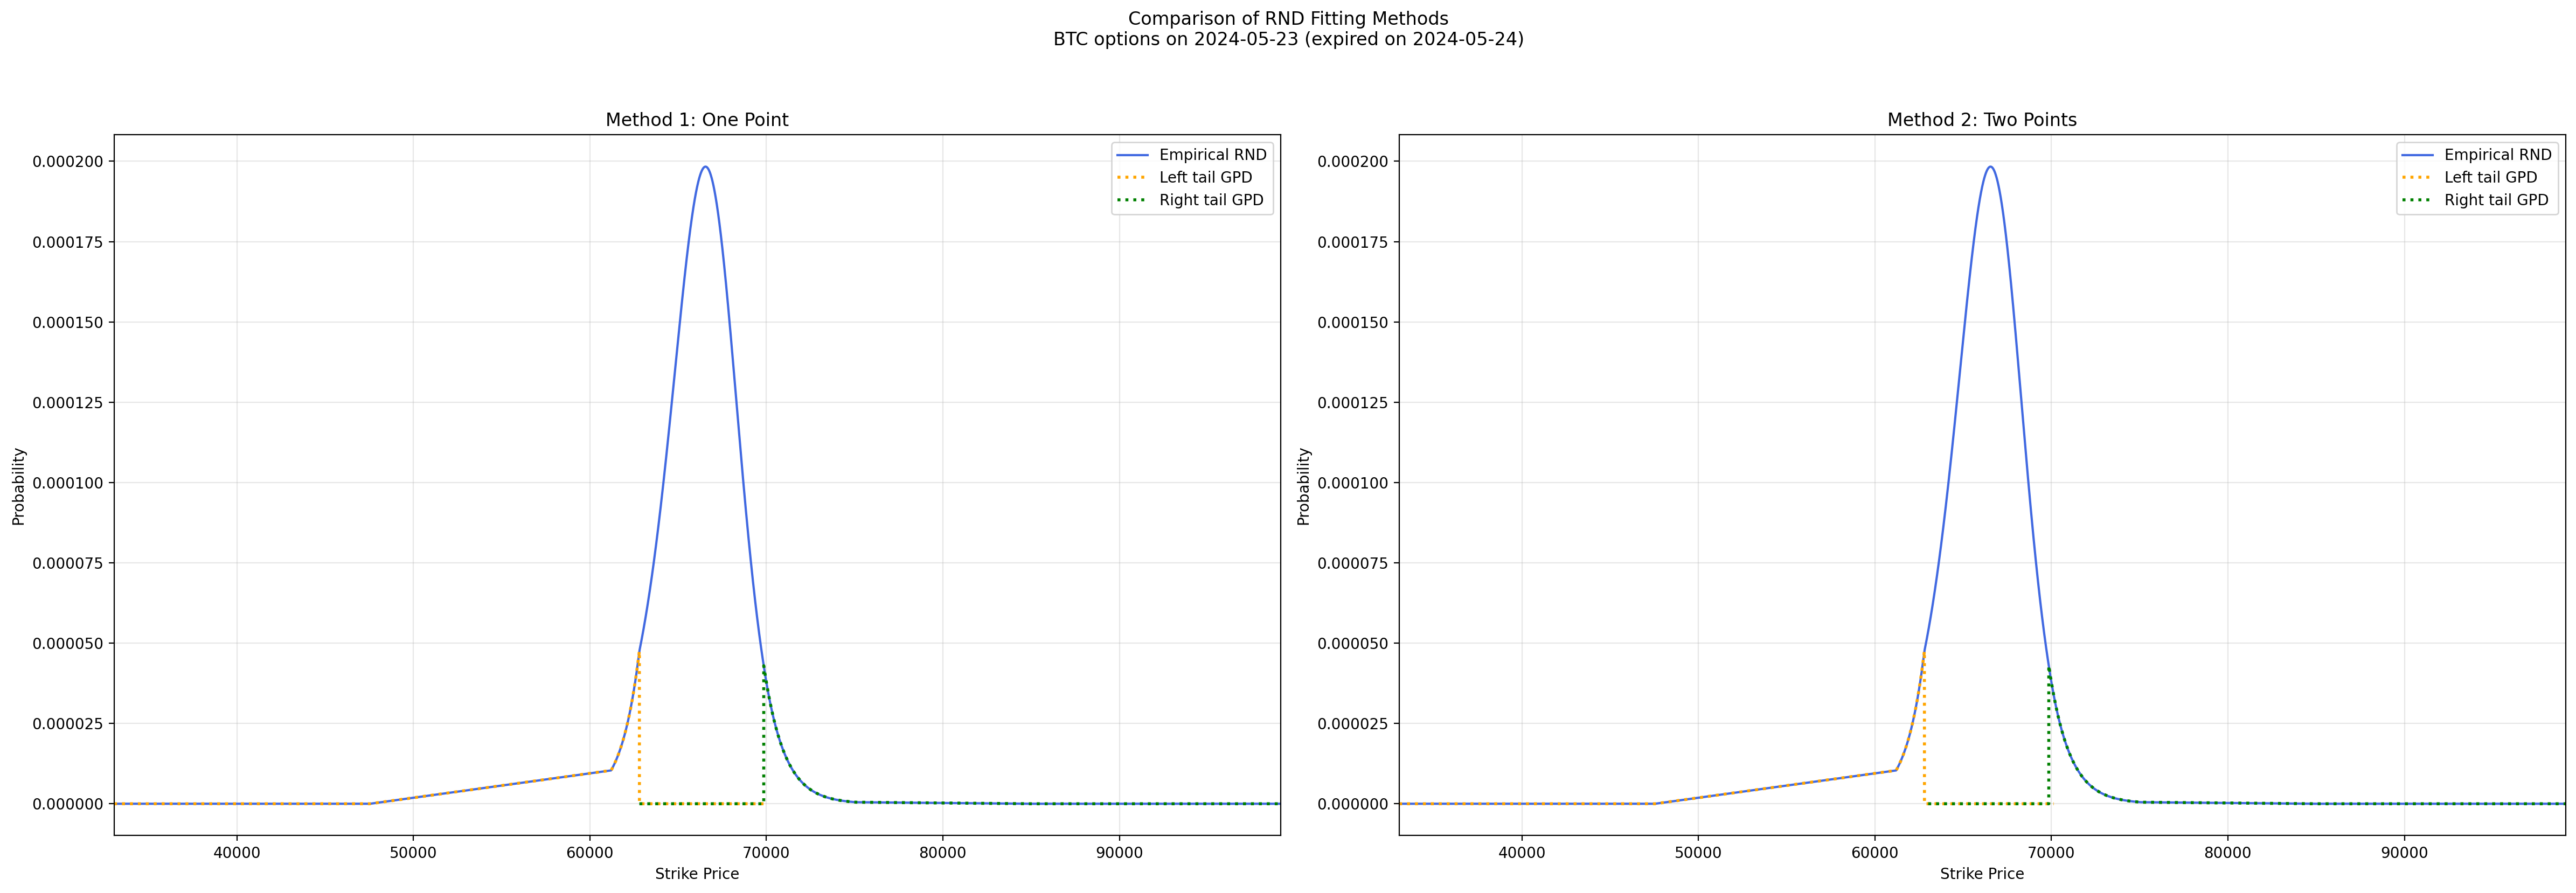 Comparison of RND Fitting Methods
BTC options on 2024-05-23 (expired on 2024-05-24)
Method 1: One Point
0.000200
0.000175
0.000150
0.000125
0.000100
0.000075
0.000050
0.000025
0.000000
Probability
40000
50000
60000
70000
80000
90000
Strike Price
Empirical RND
Left tail GPD
Right tail GPD
Method 2: Two Points
0.000200
0.000175
0.000150
0.000125
0.000100
0.000075
0.000050
0.000025
0.000000
Probability
40000
50000
60000
70000
80000
90000
Strike Price
Empirical RND
Left tail GPD
Right tail GPD